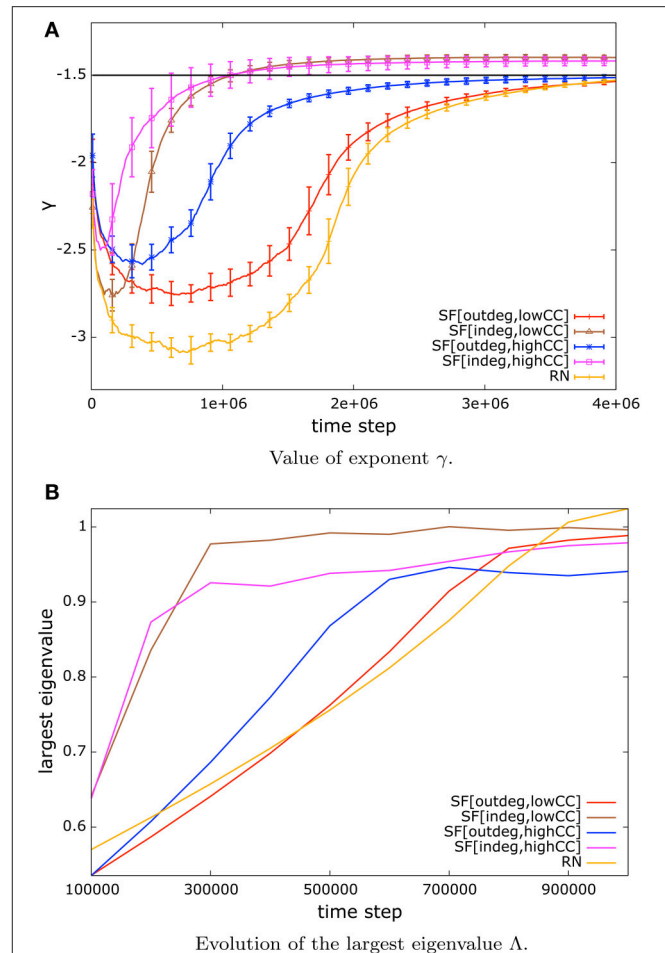 A
-1.5
-2
-2.5
-3
γ
SF[outdeg,lowCC]
SF[indeg,lowCC]
SF[outdeg,highCC]
SF[indeg,highCC]
RN
0 1e+06 2e+06 3e+06 4e+06
time step
Value of exponent γ.
B
1
0.9
0.8
0.7
0.6
largest eigenvalue
SF[outdeg,lowCC]
SF[indeg,lowCC]
SF[outdeg,highCC]
SF[indeg,highCC]
RN
100000 300000 500000 700000 900000
time step
Evolution of the largest eigenvalue Λ.